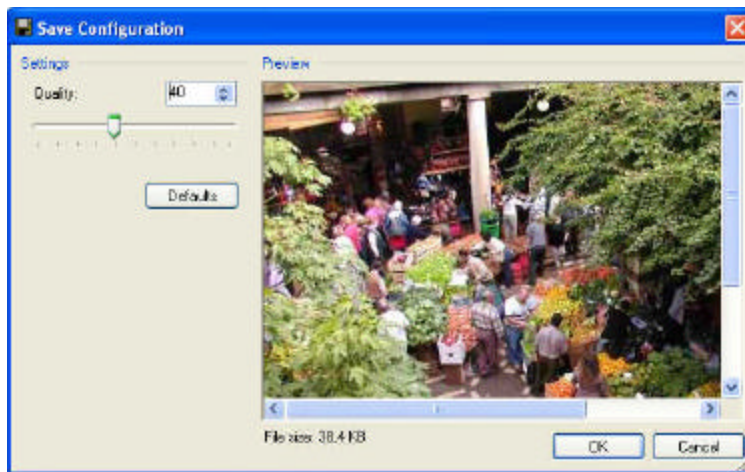 Save Configuration
Settings
Quality:
40
Defaults
Preview
File size: 38.4 KB
OK
Cancel